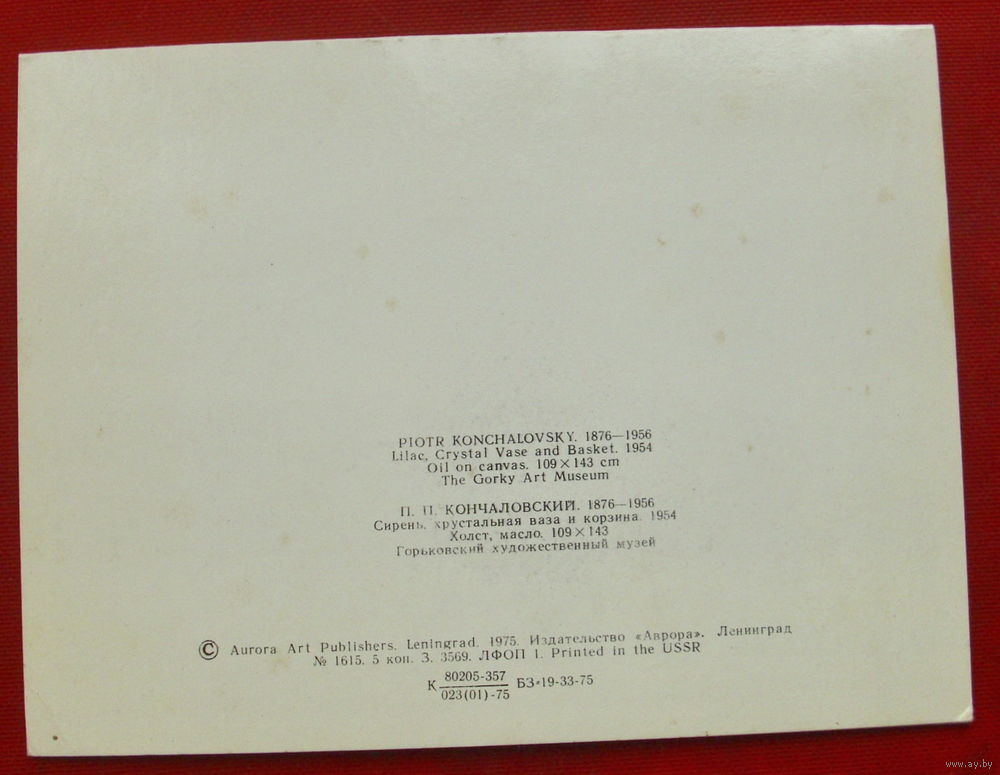 PIOTR KONCHALOVSKY. 1876—1956
Lilac, Crystal Vase and Basket. 1954
Oil on canvas. 109×143 cm
The Gorky Art Museum
П. П. КОНЧАЛОВСКИЙ. 1876—1956
Сирень, хрустальная ваза и корзина. 1954
Холст, масло. 109×143
Горьковский художественный музей
© Aurora Art Publishers. Leningrad. 1975. Издательство «Аврора». Ленинград
№ 1615. 5 коп. З. 3569. ЛФОП 1. Printed in the USSR
К 80205-357 БЗ-19-33-75
023(01)-75
www.ay.by